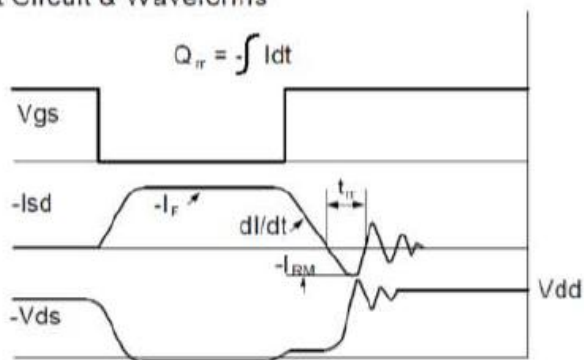 Circuit & Waveforms
Qrr = -∫ Idt
Vgs
-Isd
-IF
dI/dt
trr
-IRM
Vdd
-Vds